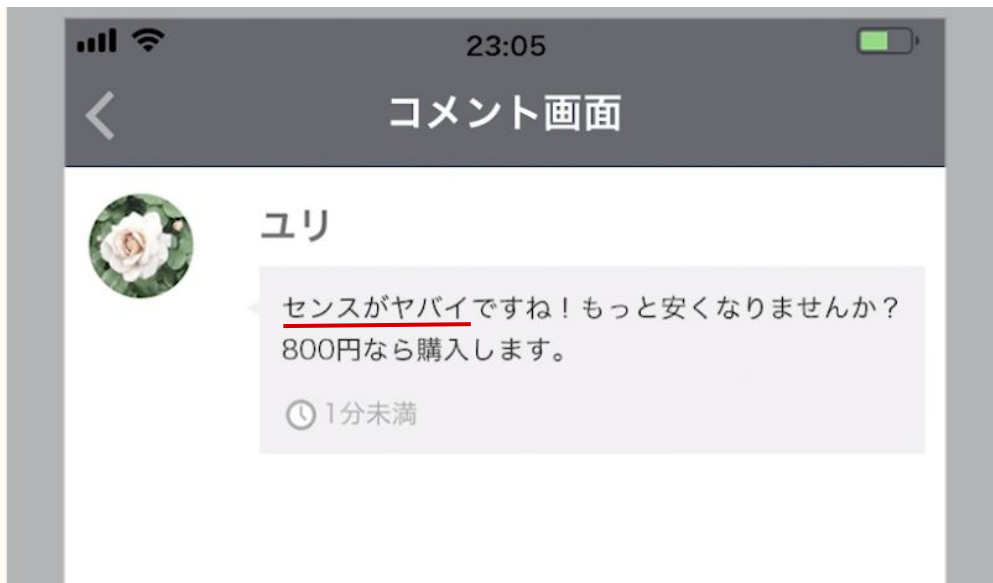 23:05
コメント画面
ユリ
センスがヤバイですね！もっと安くなりませんか？
800円なら購入します。
1分未満